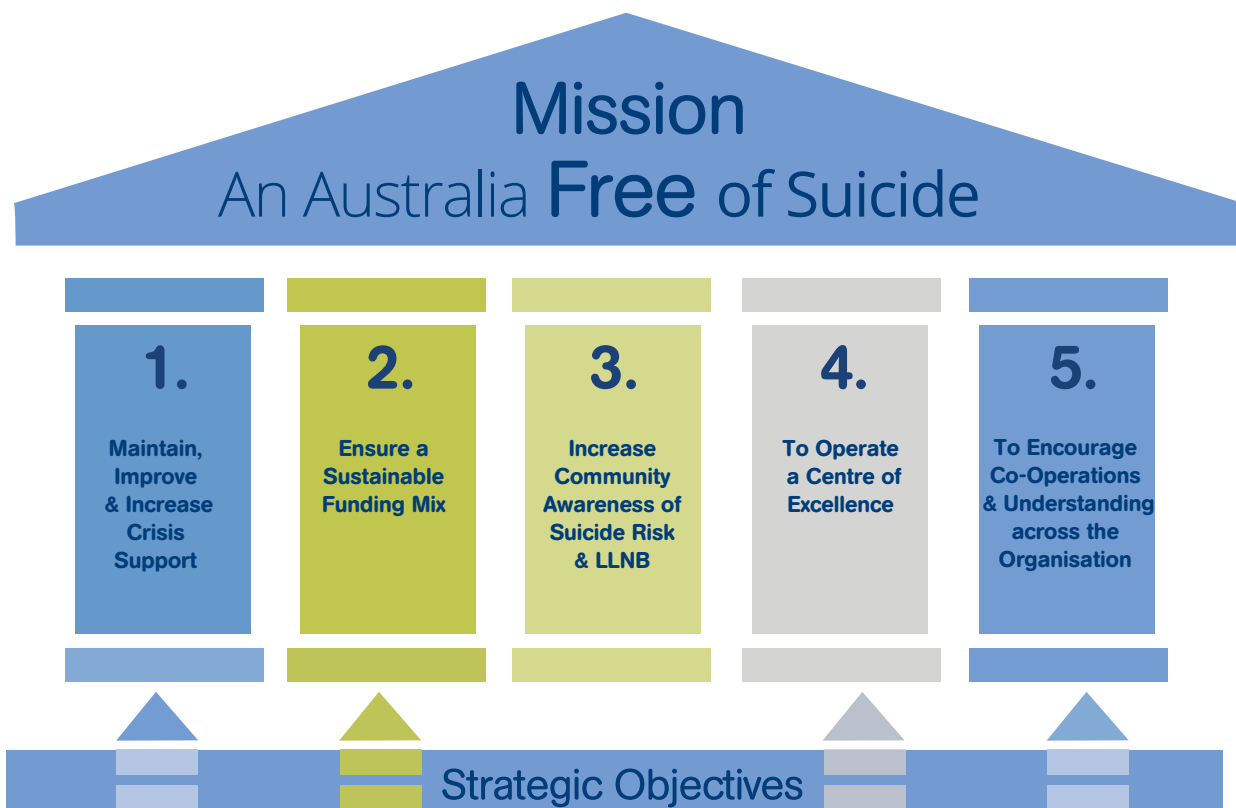 Mission
An Australia Free of Suicide
1.
Maintain,
Improve
& Increase
Crisis
Support
2.
Ensure a
Sustainable
Funding Mix
3.
Increase
Community
Awareness of
Suicide Risk
& LLNB
4.
To Operate
a Centre of
Excellence
5.
To Encourage
Co-Operations
& Understanding
across the
Organisation
Strategic Objectives